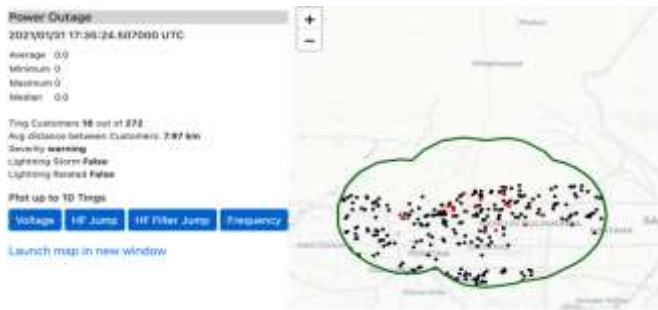 Power Outage
2021/01/31 17:36:24.507000 UTC
Average 0.0
Minimum 0
Maximum 0
Median 0.0
Ting Customers 16 out of 272
Avg distance between Customers 7.97 km
Severity warning
Lightning Storm False
Lightning Related False
Plot up to 10 Tings
Voltage HF Jump HF Filter Jump Frequency
Launch map in new window
+
−